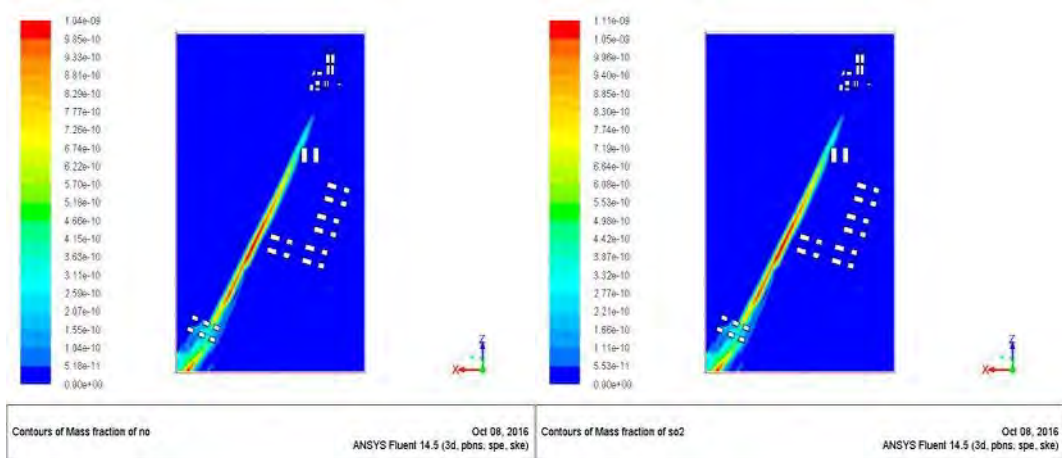 1.04e-09
9.85e-10
9.33e-10
8.81e-10
8.29e-10
7.77e-10
7.26e-10
6.74e-10
6.22e-10
5.70e-10
5.18e-10
4.66e-10
4.15e-10
3.63e-10
3.11e-10
2.59e-10
2.07e-10
1.55e-10
1.04e-10
5.18e-11
0.00e+00
Z
X
Contours of Mass fraction of no
Oct 08, 2016
ANSYS Fluent 14.5 (3d, pbns, spe, ske)
1.11e-09
1.05e-09
9.96e-10
9.40e-10
8.85e-10
8.30e-10
7.74e-10
7.19e-10
6.64e-10
6.08e-10
5.53e-10
4.98e-10
4.42e-10
3.87e-10
3.32e-10
2.77e-10
2.21e-10
1.66e-10
1.11e-10
5.53e-11
0.00e+00
Z
X
Contours of Mass fraction of so2
Oct 08, 2016
ANSYS Fluent 14.5 (3d, pbns, spe, ske)